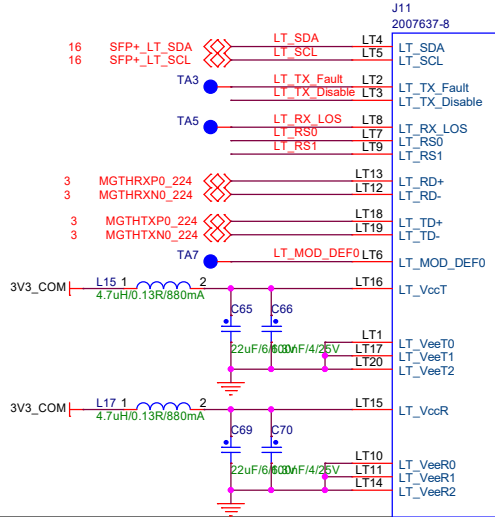 J11
2007637-8
16 SFP+_LT_SDA LT_SDA LT4 LT_SDA
16 SFP+_LT_SCL LT_SCL LT5 LT_SCL
TA3 LT_TX_Fault LT2 LT_TX_Fault
LT_TX_Disable LT3 LT_TX_Disable
TA5 LT_RX_LOS LT8 LT_RX_LOS
LT_RS0 LT7 LT_RS0
LT_RS1 LT9 LT_RS1
3 MGTHRXP0_224 LT13 LT_RD+
3 MGTHRXN0_224 LT12 LT_RD-
3 MGTHTXP0_224 LT18 LT_TD+
3 MGTHTXN0_224 LT19 LT_TD-
TA7 LT_MOD_DEF0 LT6 LT_MOD_DEF0
3V3_COM L15 1 2 LT16 LT_VccT
4.7uH/0.13R/880mA
C65 C66
LT1 LT_VeeT0
LT17 LT_VeeT1
LT20 LT_VeeT2
3V3_COM L17 1 2 LT15 LT_VccR
4.7uH/0.13R/880mA
C69 C70
LT10 LT_VeeR0
LT11 LT_VeeR1
LT14 LT_VeeR2